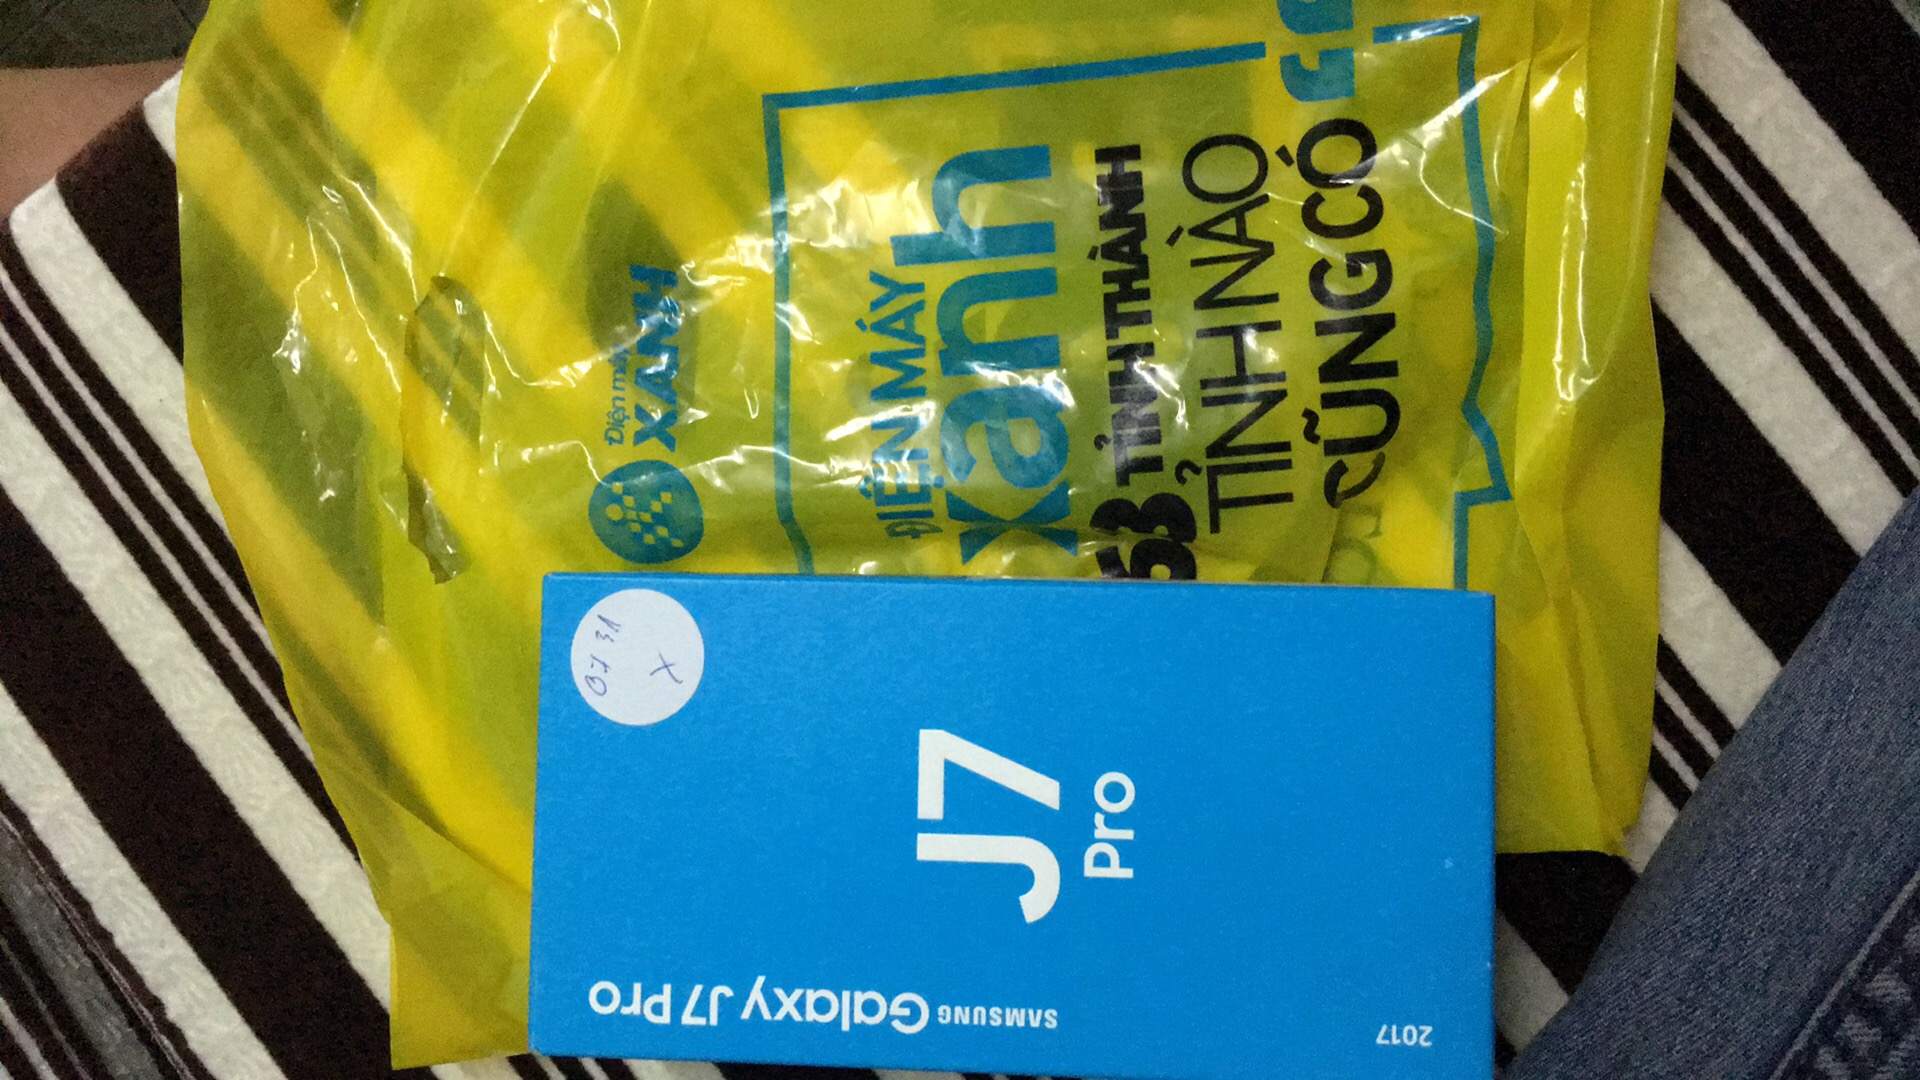 Điện máy
XANH
ĐIỆN MÁY
xanh
63 TỈNH THÀNH
TỈNH NÀO
CŨNG CÓ
0731
X
J7
Pro
SAMSUNG Galaxy J7 Pro
2017